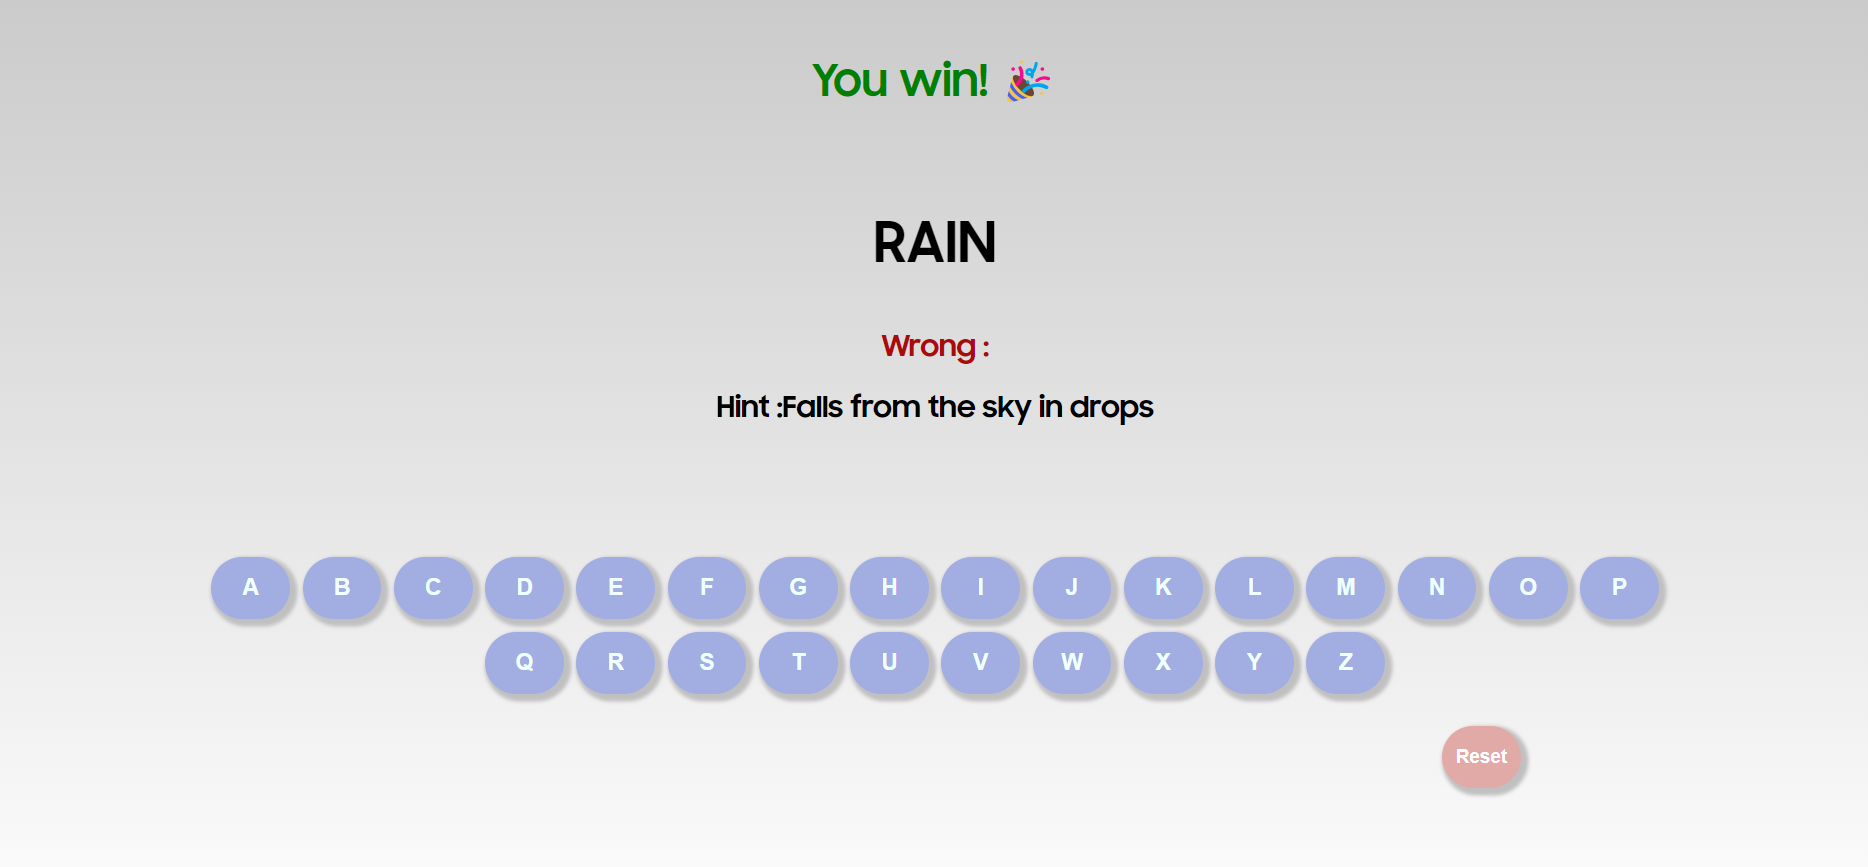 You win! 🎉
RAIN
Wrong :
Hint :Falls from the sky in drops
A B C D E F G H I J K L M N O P
Q R S T U V W X Y Z
Reset